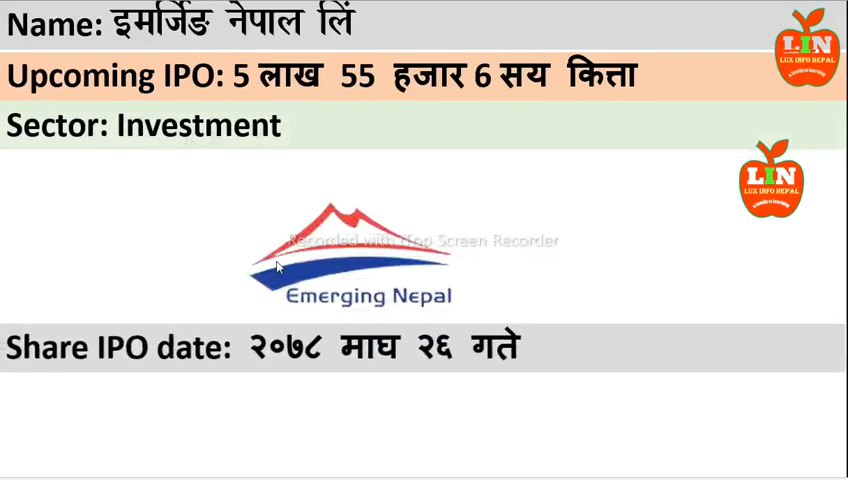 Name: इमर्जिङ नेपाल लिं
LIN
LUX INFO NEPAL
Upcoming IPO: 5 लाख 55 हजार 6 सय कित्ता
Sector: Investment
LIN
LUX INFO NEPAL
Recorded with iTop Screen Recorder
Emerging Nepal
Share IPO date: २०७८ माघ २६ गते